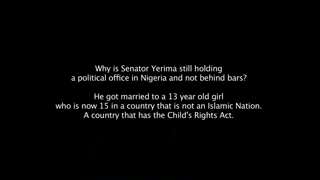 Why is Senator Yerima still holding
a political office in Nigeria and not behind bars?
He got married to a 13 year old girl
who is now 15 in a country that is not an Islamic Nation.
A country that has the Child's Rights Act.